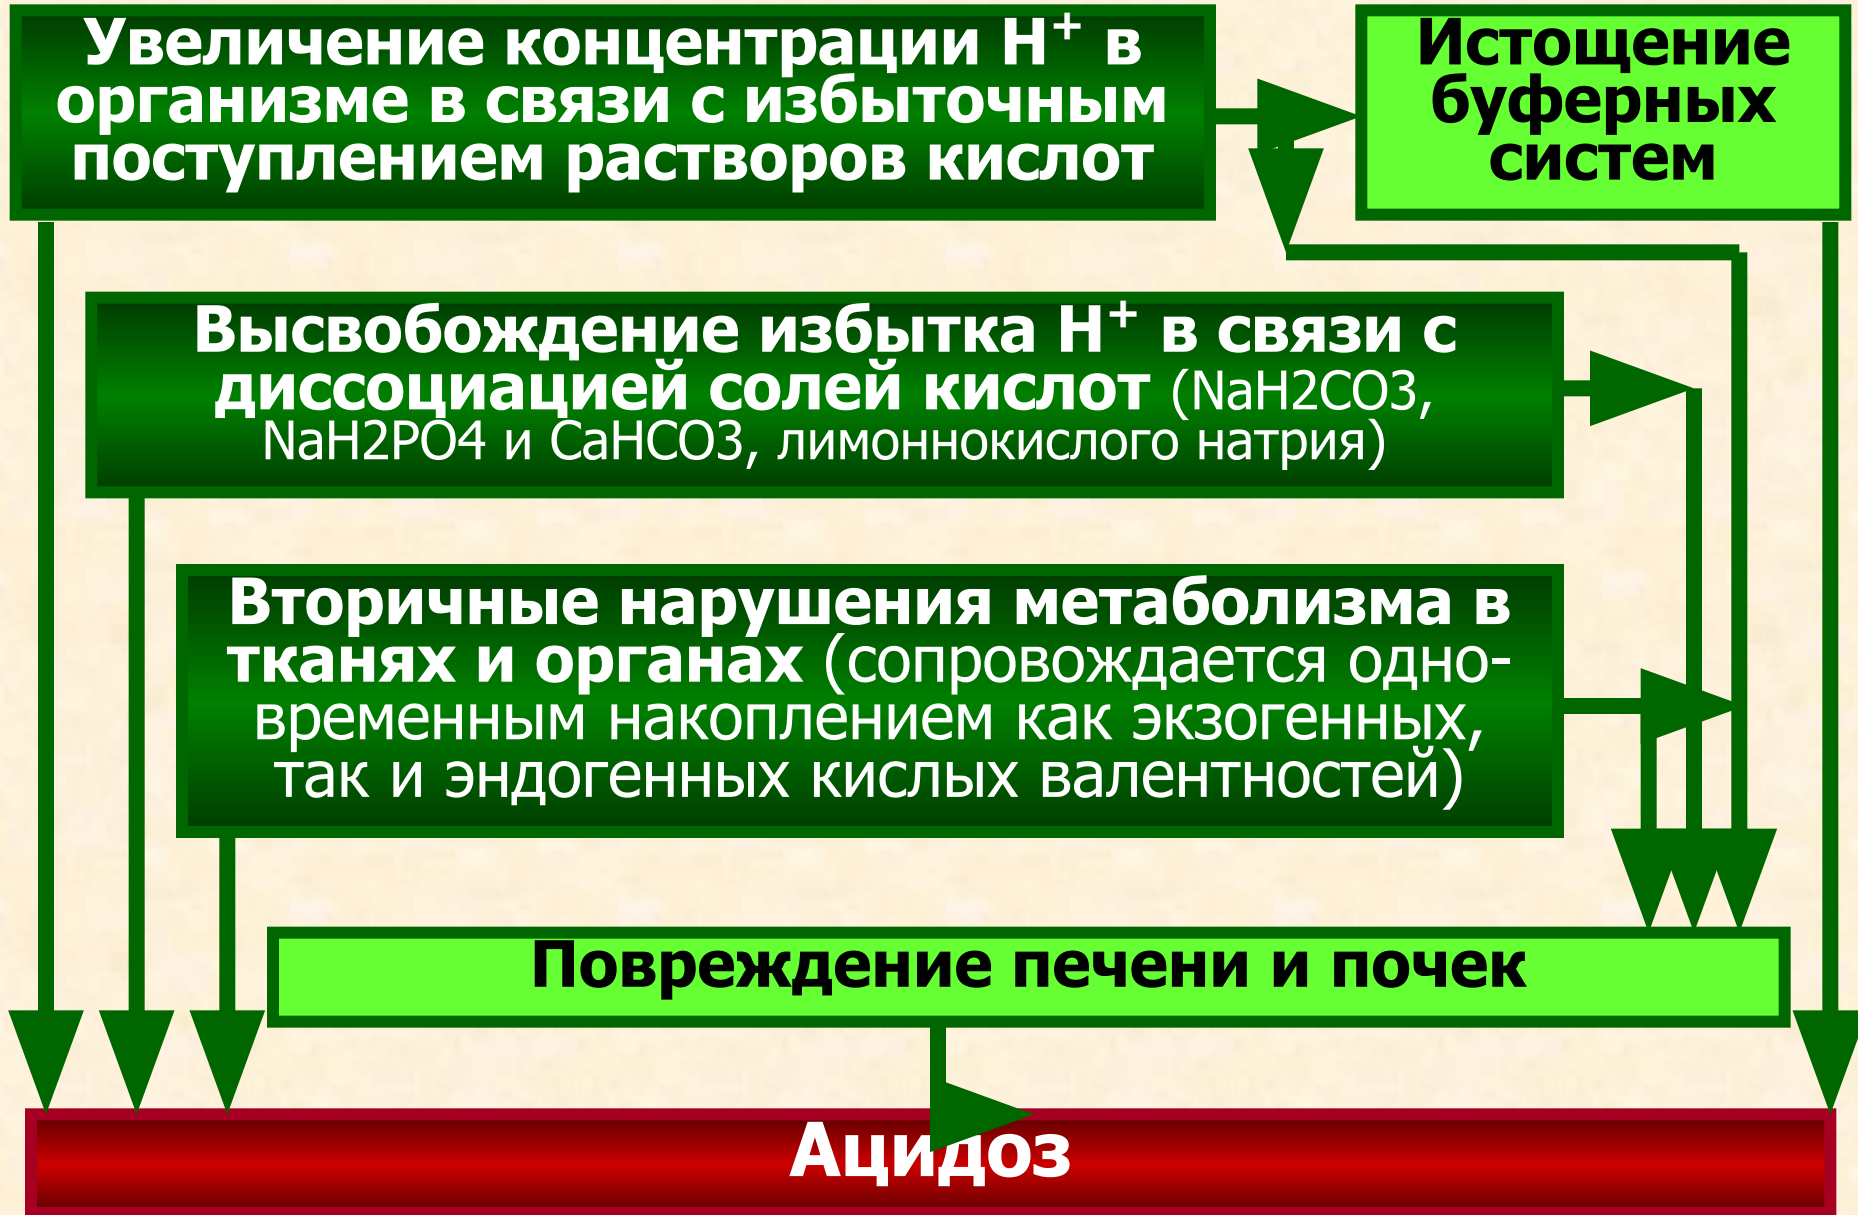 Увеличение концентрации Н⁺ в
организме в связи с избыточным
поступлением растворов кислот
Истощение
буферных
систем
Высвобождение избытка Н⁺ в связи с
диссоциацией солей кислот (NaH2CO3,
NaH2PO4 и CaHCO3, лимоннокислого натрия)
Вторичные нарушения метаболизма в
тканях и органах (сопровождается одно-
временным накоплением как экзогенных,
так и эндогенных кислых валентностей)
Повреждение печени и почек
Ацидоз